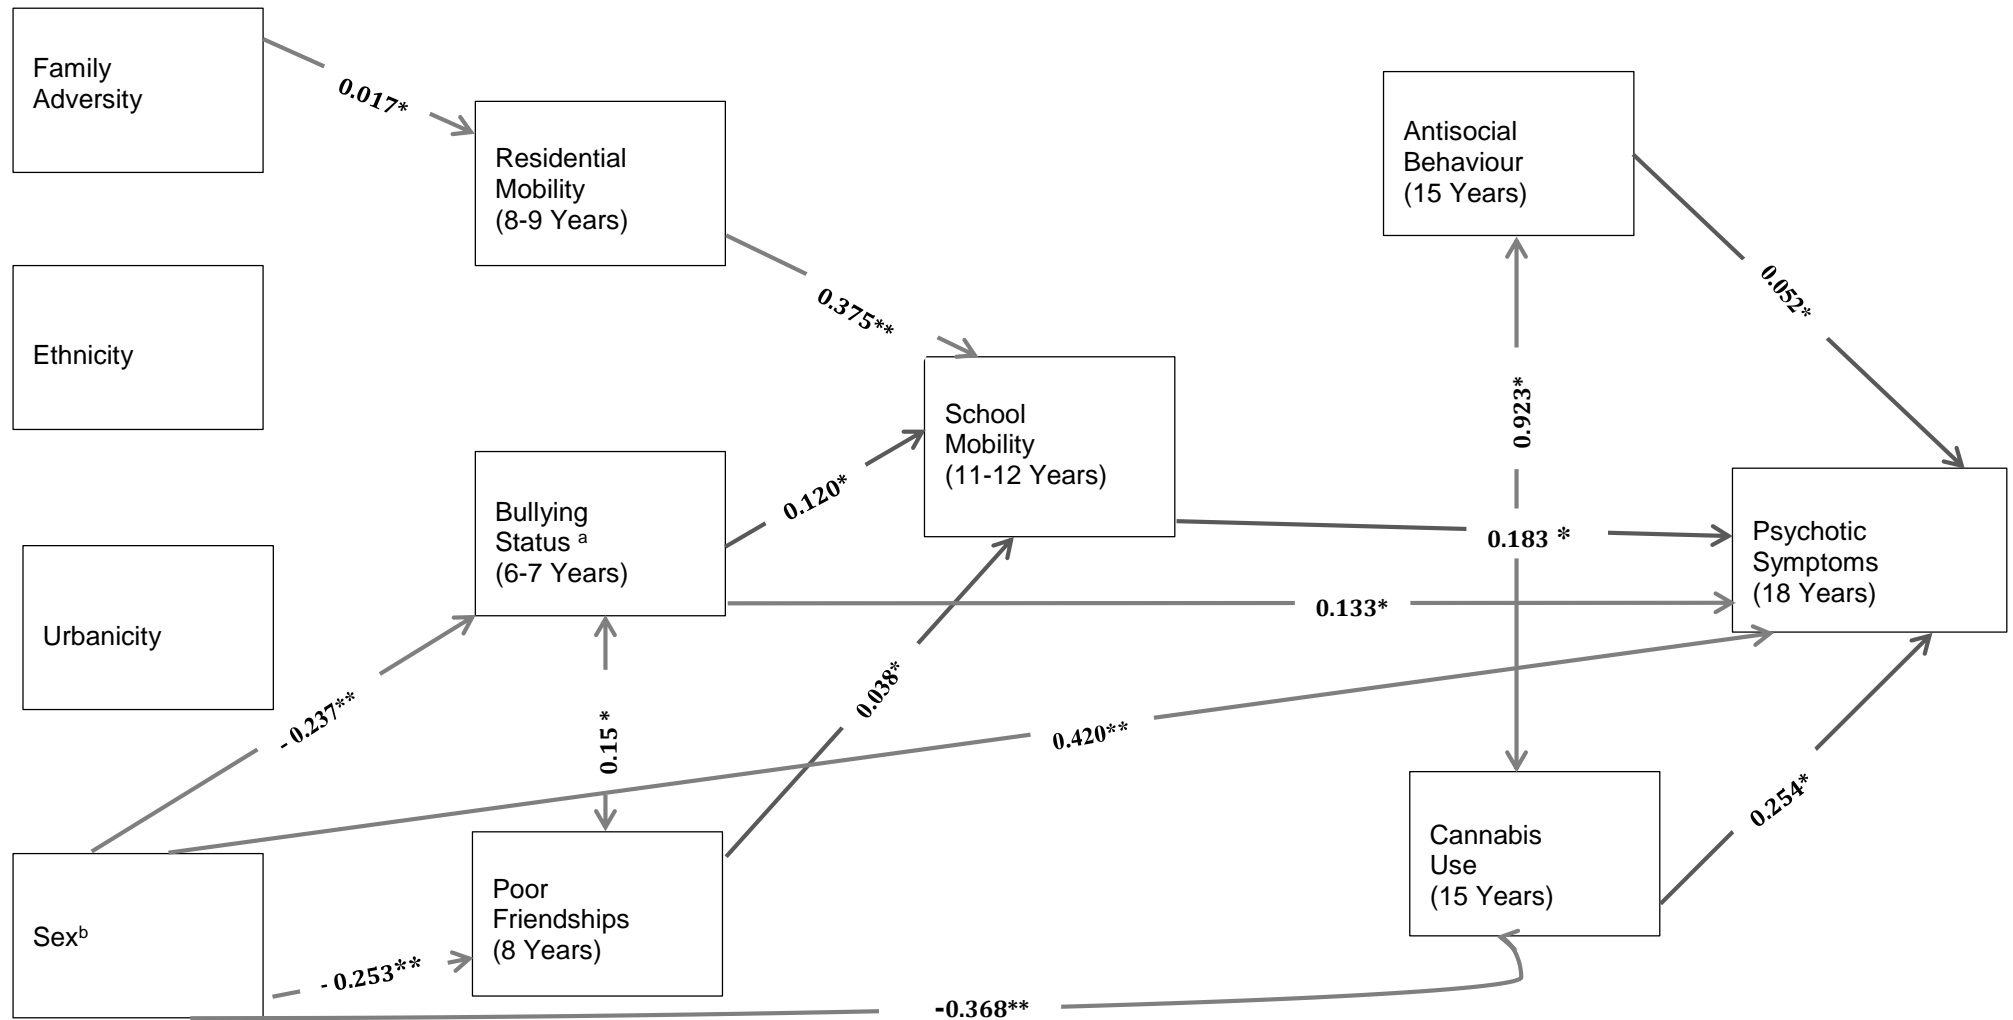 Family
Adversity
0.017*
Residential
Mobility
(8-9 Years)
Antisocial
Behaviour
(15 Years)
0.375**
0.052*
Ethnicity
School
Mobility
(11-12 Years)
0.923*
Bullying
Status ᵃ
(6-7 Years)
0.120*
0.183 *
Psychotic
Symptoms
(18 Years)
0.133*
Urbanicity
- 0.237**
0.15 *
0.038*
0.420**
0.254*
Cannabis
Use
(15 Years)
Poor
Friendships
(8 Years)
Sexᵇ
- 0.253**
-0.368**